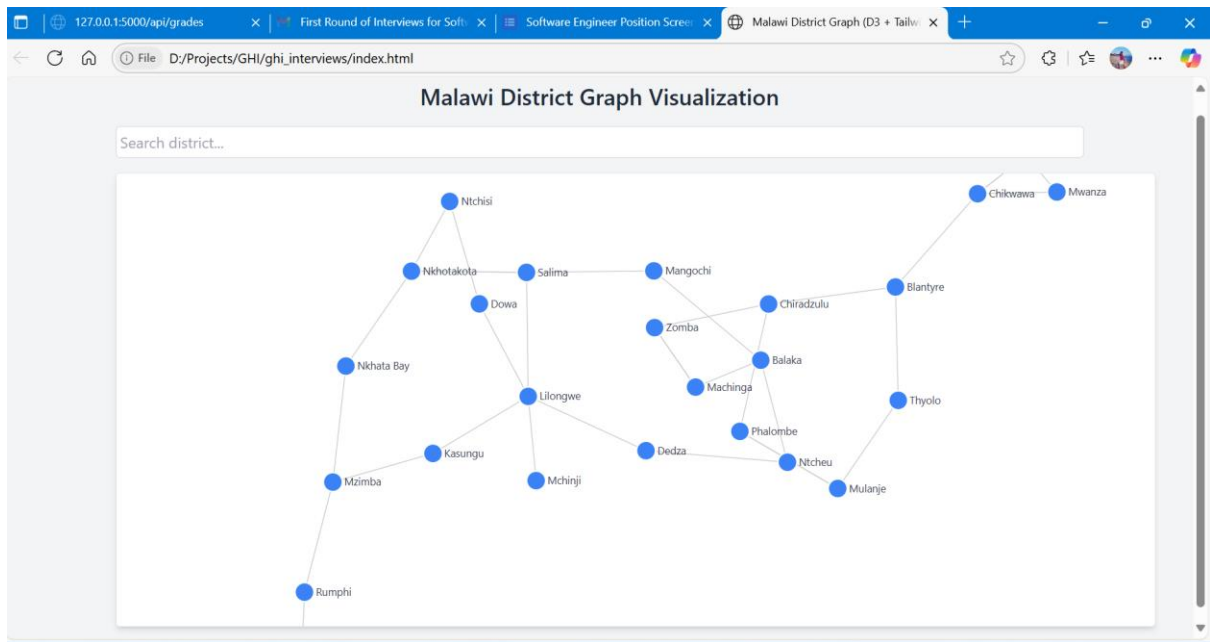 127.0.0.1:5000/api/grades
First Round of Interviews for Soft
Software Engineer Position Scree
Malawi District Graph (D3 + Tailw
File D:/Projects/GHI/ghi_interviews/index.html
Malawi District Graph Visualization
Search district...
Chikwawa
Mwanza
Ntchisi
Nkhotakota
Salima
Mangochi
Blantyre
Dowa
Chiradzulu
Zomba
Balaka
Nkhata Bay
Machinga
Lilongwe
Thyolo
Phalombe
Kasungu
Dedza
Ntcheu
Mzimba
Mchinji
Mulanje
Rumphi